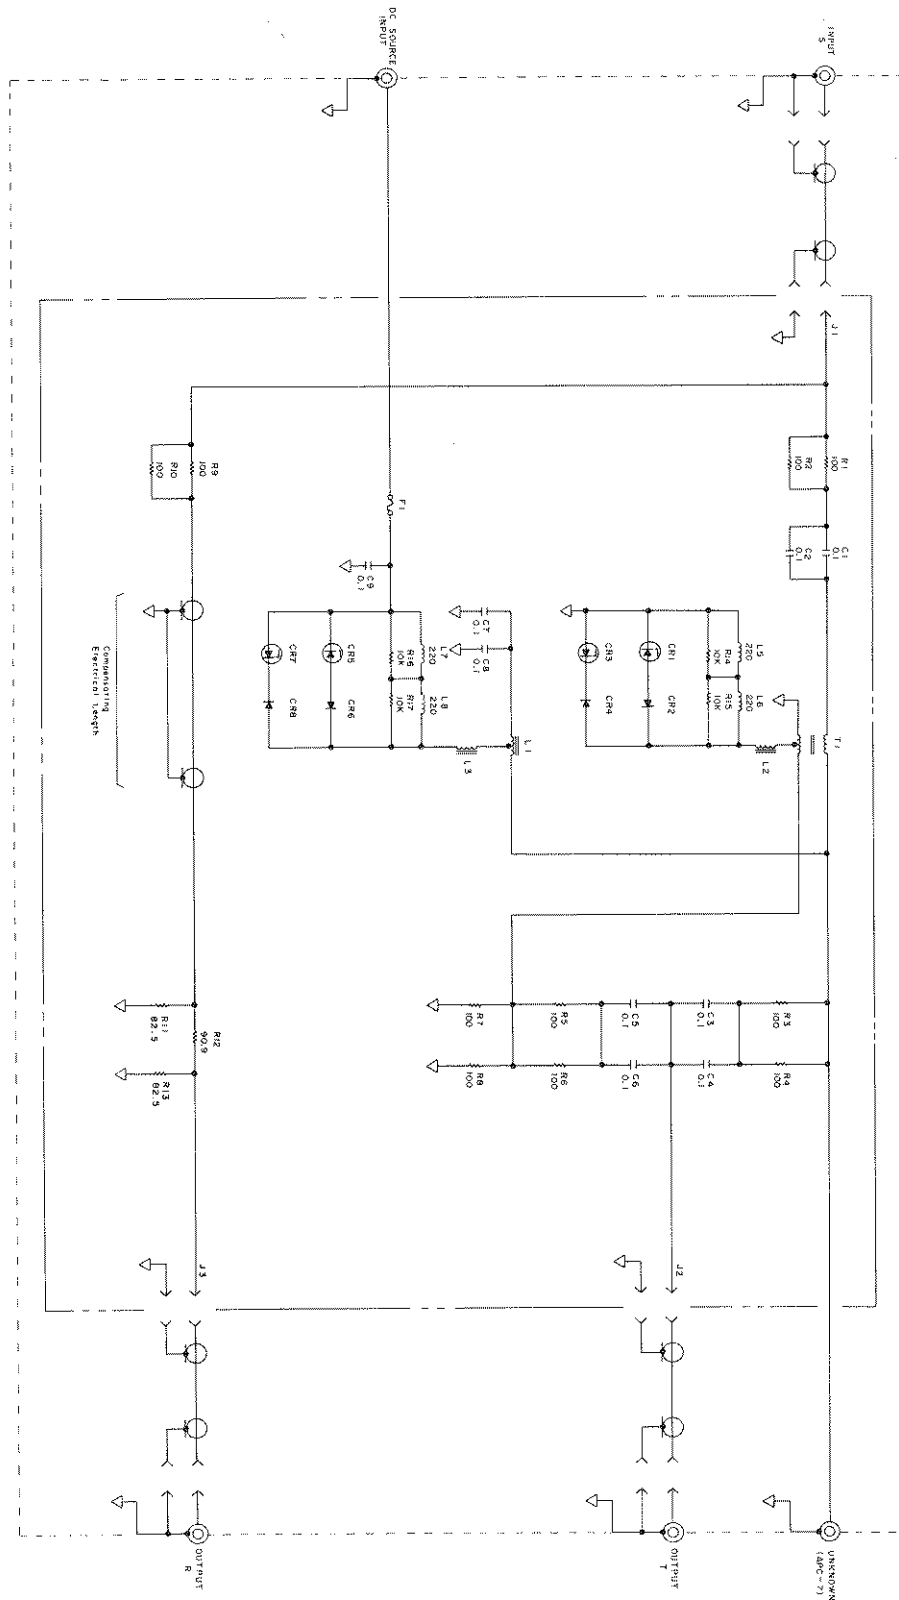 INPUT
S
J1
R1
100
R2
100
C1
0.1
C2
0.1
T1
L5
220
L6
220
R14
10K
R15
10K
CR1
CR2
CR3
CR4
L2
R3
100
R4
100
C3
0.1
C4
0.1
C5
0.1
C6
0.1
R5
100
R6
100
R7
100
R8
100
UNKNOWN
(APC-7)
J2
OUTPUT
T
DC SOURCE
INPUT
F1
C9
0.1
C7
0.1
C8
0.1
L1
L7
220
L8
220
R16
10K
R17
10K
CR5
CR6
CR7
CR8
L3
R9
100
R10
100
Compensating
Electrical Length
R11
82.5
R12
90.9
R13
82.5
J3
OUTPUT
R